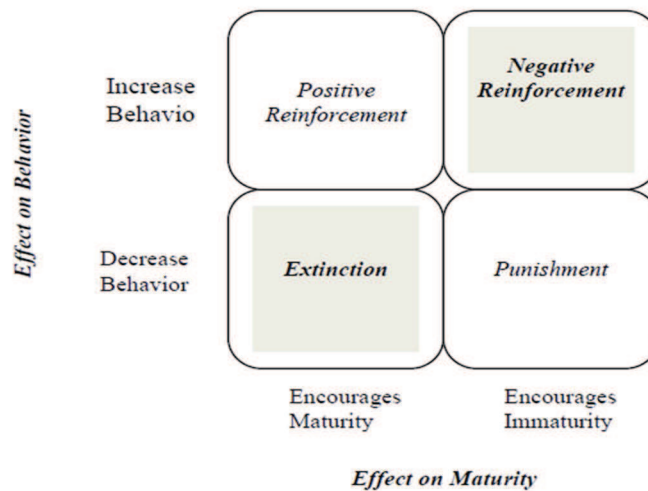 Effect on Behavior
Increase
Behavio
Positive
Reinforcement
Negative
Reinforcement
Decrease
Behavior
Extinction
Punishment
Encourages
Maturity
Encourages
Immaturity
Effect on Maturity